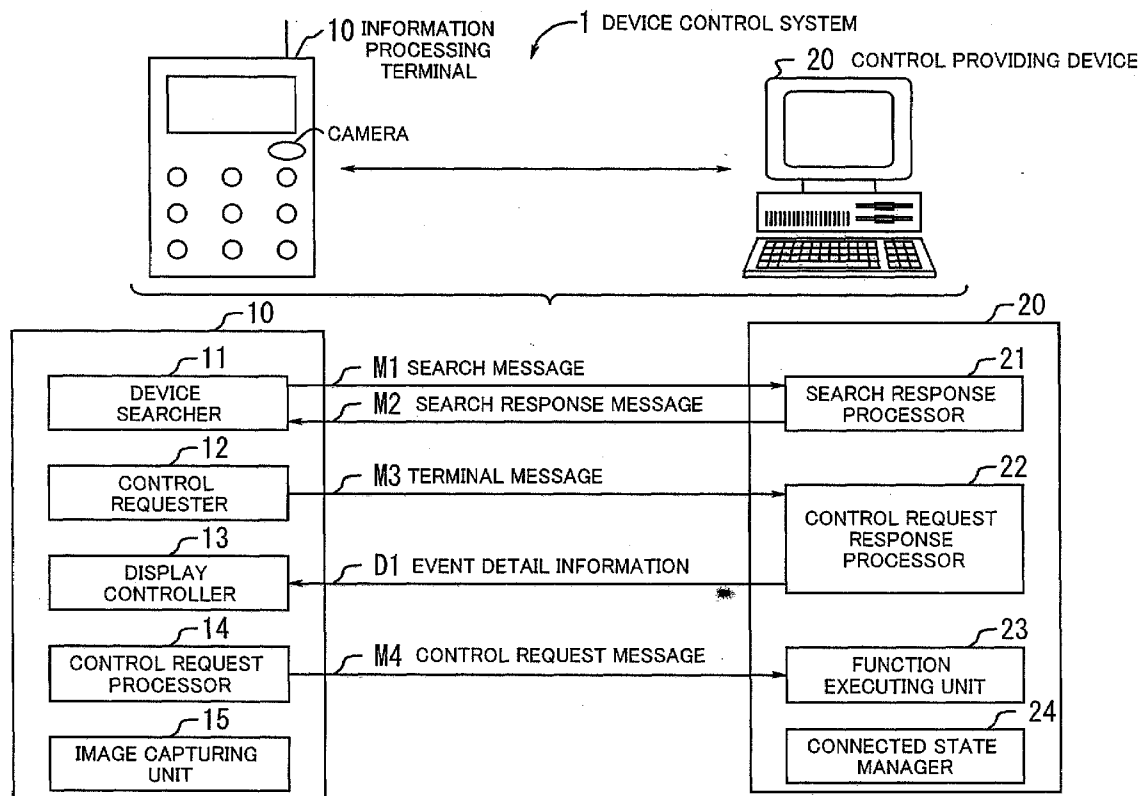 1 DEVICE CONTROL SYSTEM
10 INFORMATION
PROCESSING
TERMINAL
20 CONTROL PROVIDING DEVICE
CAMERA
10
20
11
DEVICE
SEARCHER
M1 SEARCH MESSAGE
M2 SEARCH RESPONSE MESSAGE
21
SEARCH RESPONSE
PROCESSOR
12
CONTROL
REQUESTER
M3 TERMINAL MESSAGE
22
CONTROL REQUEST
RESPONSE
PROCESSOR
13
DISPLAY
CONTROLLER
D1 EVENT DETAIL INFORMATION
14
CONTROL REQUEST
PROCESSOR
M4 CONTROL REQUEST MESSAGE
23
FUNCTION
EXECUTING UNIT
15
IMAGE CAPTURING
UNIT
24
CONNECTED STATE
MANAGER